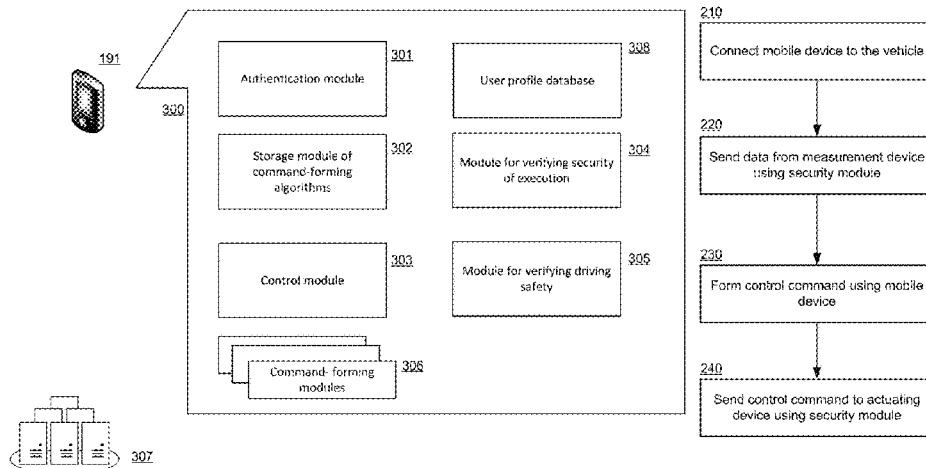 191
300
301
Authentication module
308
User profile database
302
Storage module of
command-forming
algorithms
304
Module for verifying security
of execution
303
Control module
305
Module for verifying driving
safety
306
Command- forming
modules
307
210
Connect mobile device to the vehicle
220
Send data from measurement device
using security module
230
Form control command using mobile
device
240
Send control command to actuating
device using security module